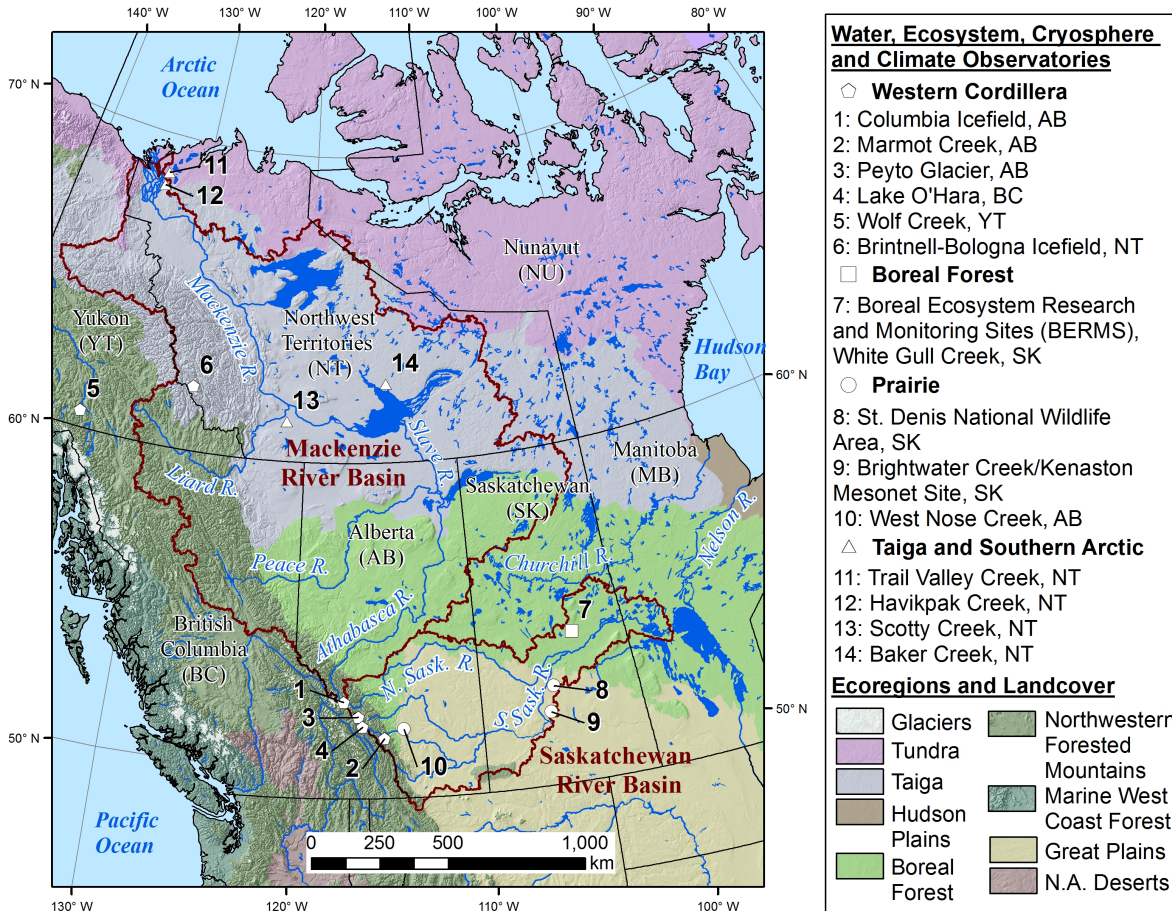 140° W
130° W
120° W
110° W
100° W
90° W
80° W
70° N
60° N
50° N
60° N
50° N
130° W
120° W
110° W
100° W
Arctic
Ocean
11
12
Nunavut
(NU)
Mackenzie R.
Yukon
(YT)
Northwest
Territories
(NT)
Hudson
Bay
5
6
14
13
Mackenzie
River Basin
Slave R.
Liard R.
Manitoba
(MB)
Saskatchewan
(SK)
Alberta
(AB)
Nelson R.
Peace R.
Churchill R.
7
Athabasca R.
British
Columbia
(BC)
N. Sask. R.
S. Sask. R.
1
3
4
2
10
8
9
Saskatchewan
River Basin
Pacific
Ocean
0 250 500 1,000
km
Water, Ecosystem, Cryosphere
and Climate Observatories
Western Cordillera
1: Columbia Icefield, AB
2: Marmot Creek, AB
3: Peyto Glacier, AB
4: Lake O'Hara, BC
5: Wolf Creek, YT
6: Brintnell-Bologna Icefield, NT
Boreal Forest
7: Boreal Ecosystem Research
and Monitoring Sites (BERMS),
White Gull Creek, SK
Prairie
8: St. Denis National Wildlife
Area, SK
9: Brightwater Creek/Kenaston
Mesonet Site, SK
10: West Nose Creek, AB
Taiga and Southern Arctic
11: Trail Valley Creek, NT
12: Havikpak Creek, NT
13: Scotty Creek, NT
14: Baker Creek, NT
Ecoregions and Landcover
Glaciers
Tundra
Taiga
Hudson
Plains
Boreal
Forest
Northwestern
Forested
Mountains
Marine West
Coast Forest
Great Plains
N.A. Deserts